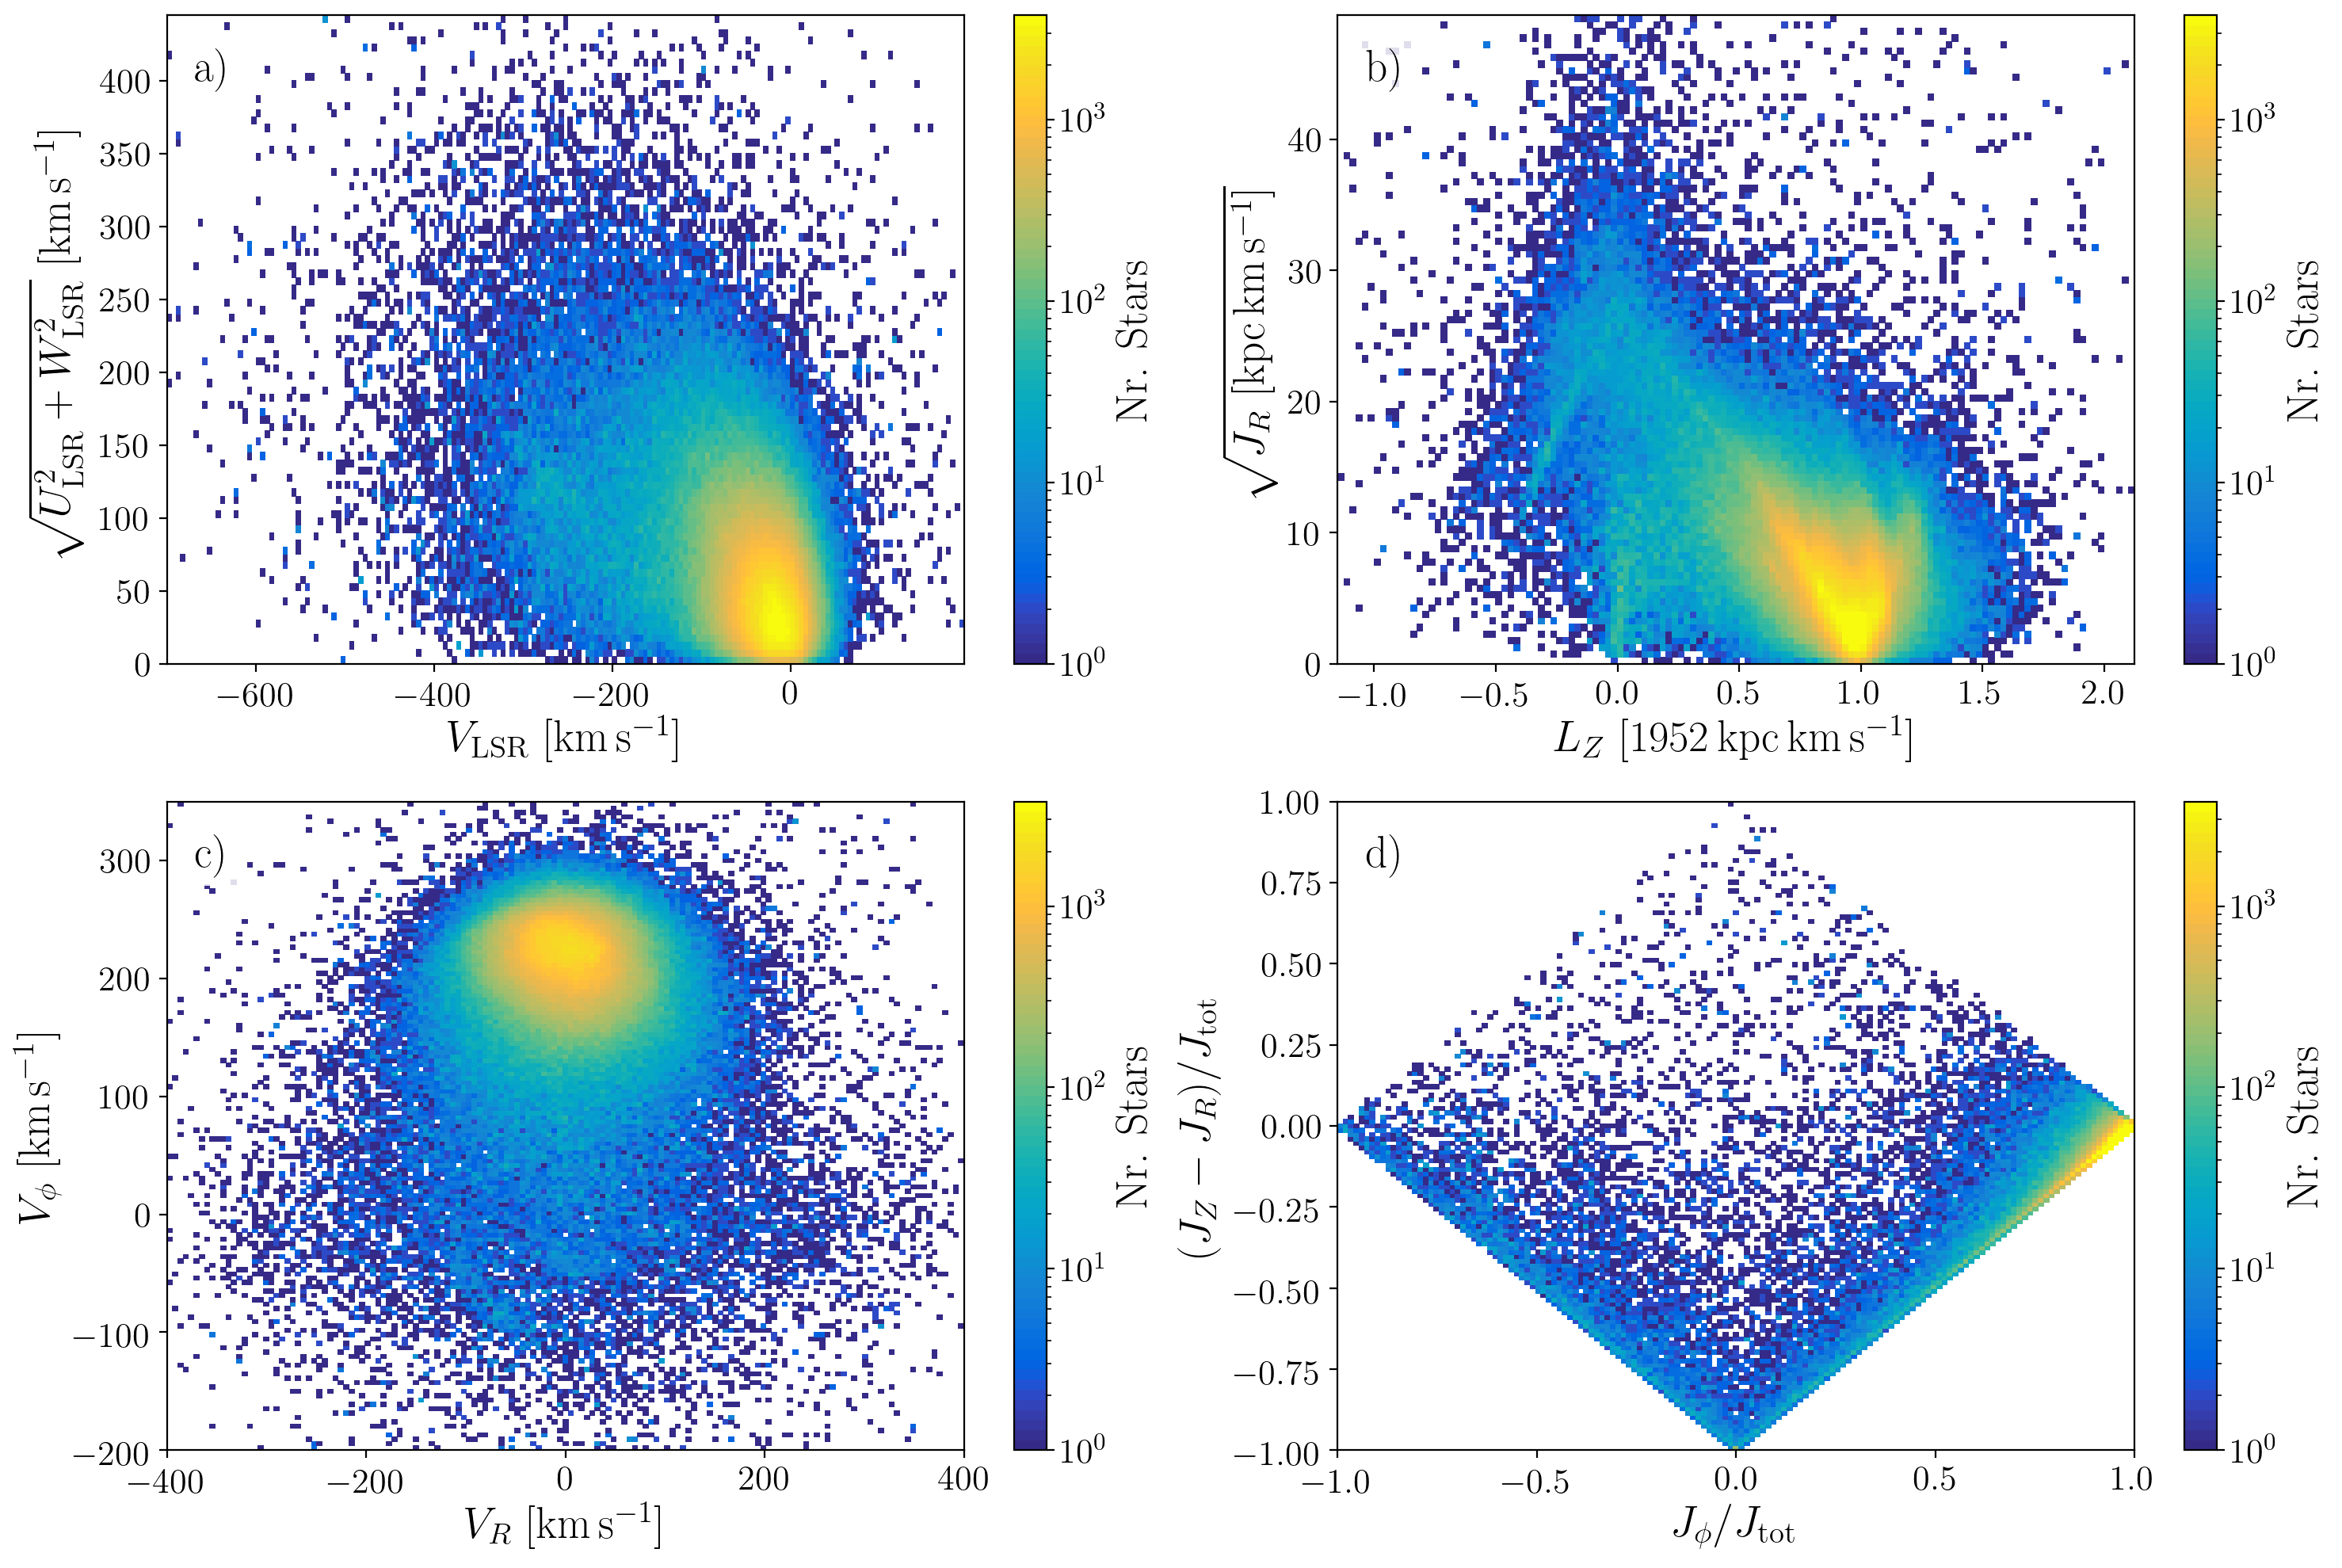 a)
√(U²_LSR + W²_LSR) [km s⁻¹]
400
350
300
250
200
150
100
50
0
−600 −400 −200 0
V_LSR [km s⁻¹]
10³
10²
10¹
10⁰
Nr. Stars
b)
√J_R [kpc km s⁻¹]
40
30
20
10
0
−1.0 −0.5 0.0 0.5 1.0 1.5 2.0
L_Z [1952 kpc km s⁻¹]
10³
10²
10¹
10⁰
Nr. Stars
c)
V_ϕ [km s⁻¹]
300
200
100
0
−100
−200
−400 −200 0 200 400
V_R [km s⁻¹]
10³
10²
10¹
10⁰
Nr. Stars
d)
(J_Z − J_R)/J_tot
1.00
0.75
0.50
0.25
0.00
−0.25
−0.50
−0.75
−1.00
−1.0 −0.5 0.0 0.5 1.0
J_ϕ/J_tot
10³
10²
10¹
10⁰
Nr. Stars